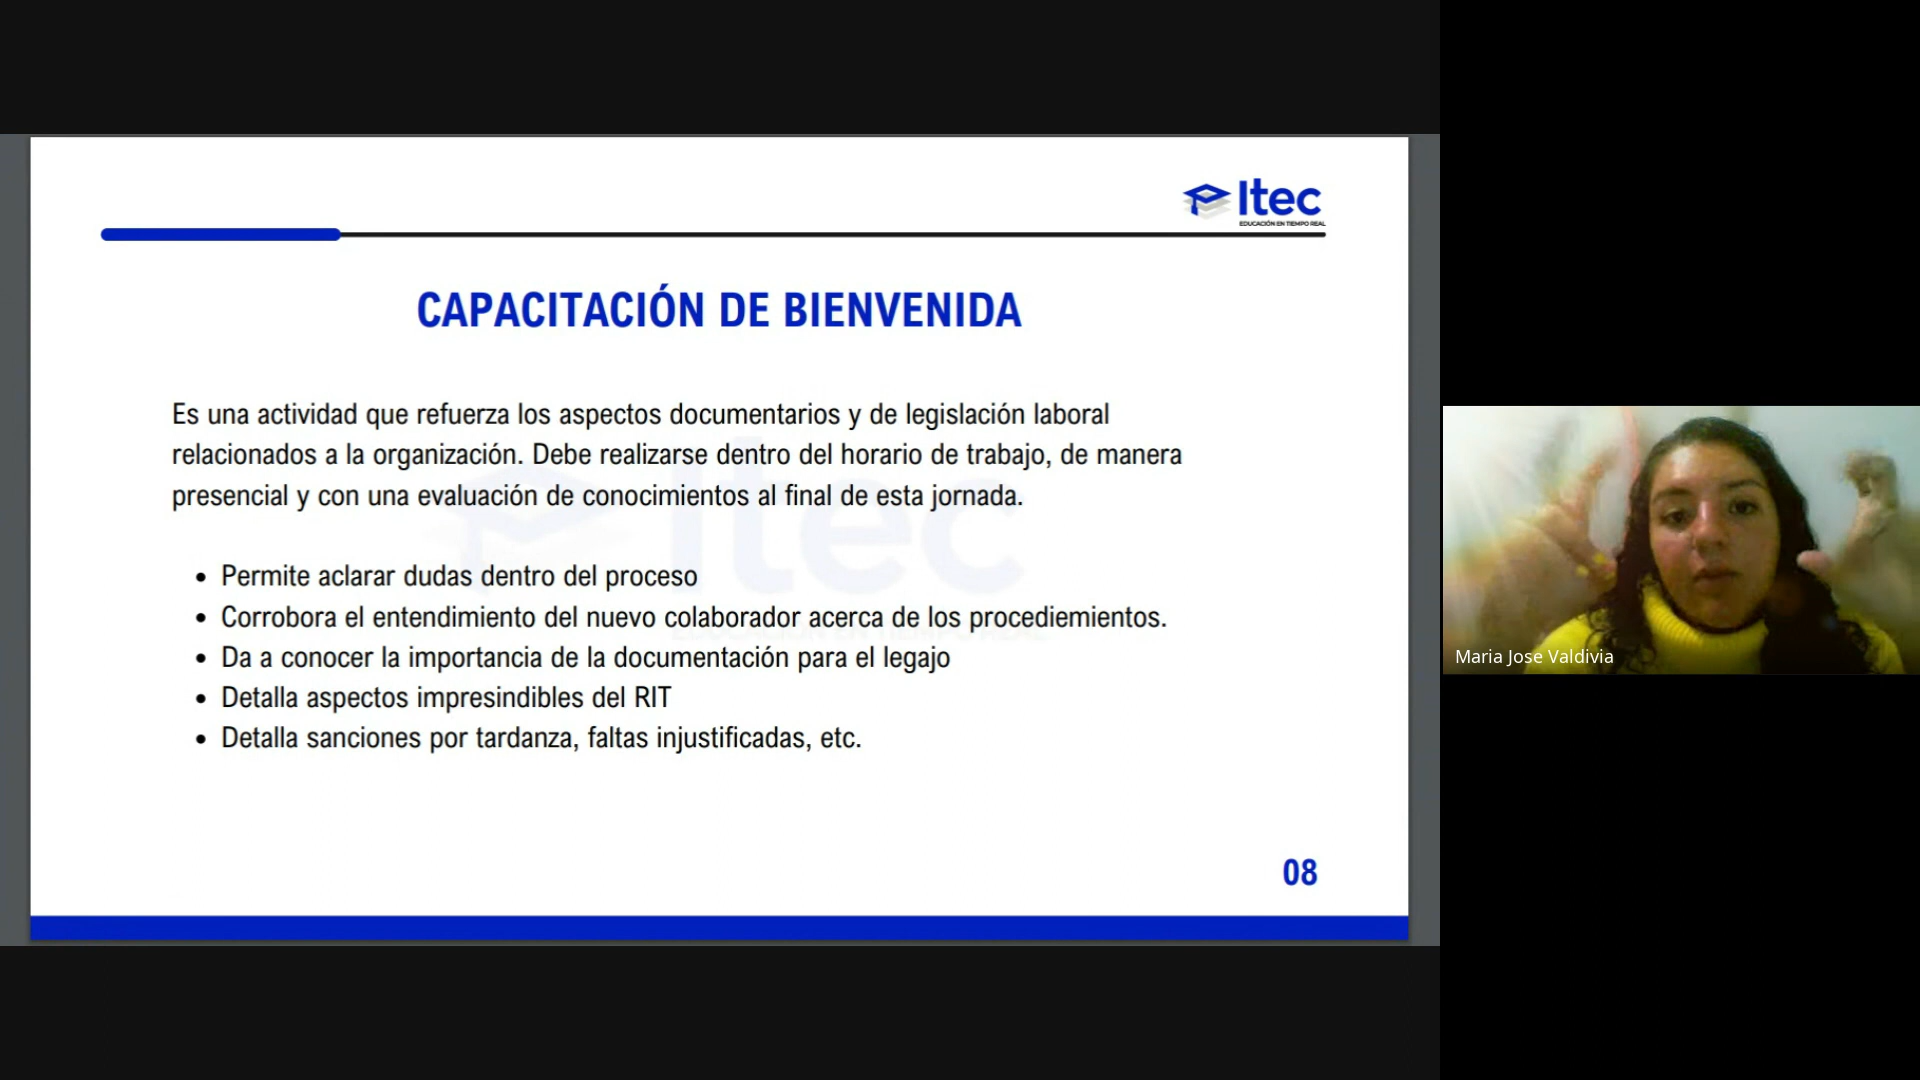 Itec
EDUCACIÓN EN TIEMPO REAL
CAPACITACIÓN DE BIENVENIDA
Es una actividad que refuerza los aspectos documentarios y de legislación laboral
relacionados a la organización. Debe realizarse dentro del horario de trabajo, de manera
presencial y con una evaluación de conocimientos al final de esta jornada.
• Permite aclarar dudas dentro del proceso
• Corrobora el entendimiento del nuevo colaborador acerca de los procediemientos.
• Da a conocer la importancia de la documentación para el legajo
• Detalla aspectos impresindibles del RIT
• Detalla sanciones por tardanza, faltas injustificadas, etc.
08
Maria Jose Valdivia